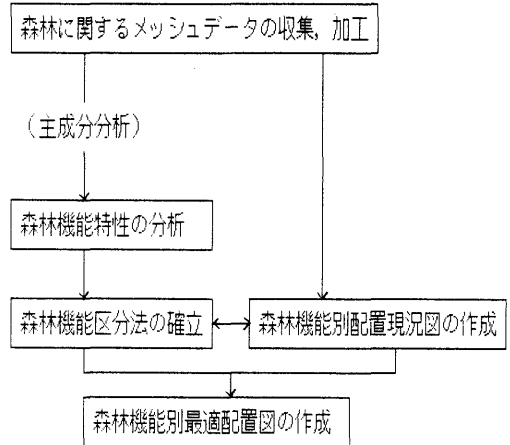 森林に関するメッシュデータの収集，加工
（主成分分析）
森林機能特性の分析
森林機能区分法の確立
森林機能別配置現況図の作成
森林機能別最適配置図の作成